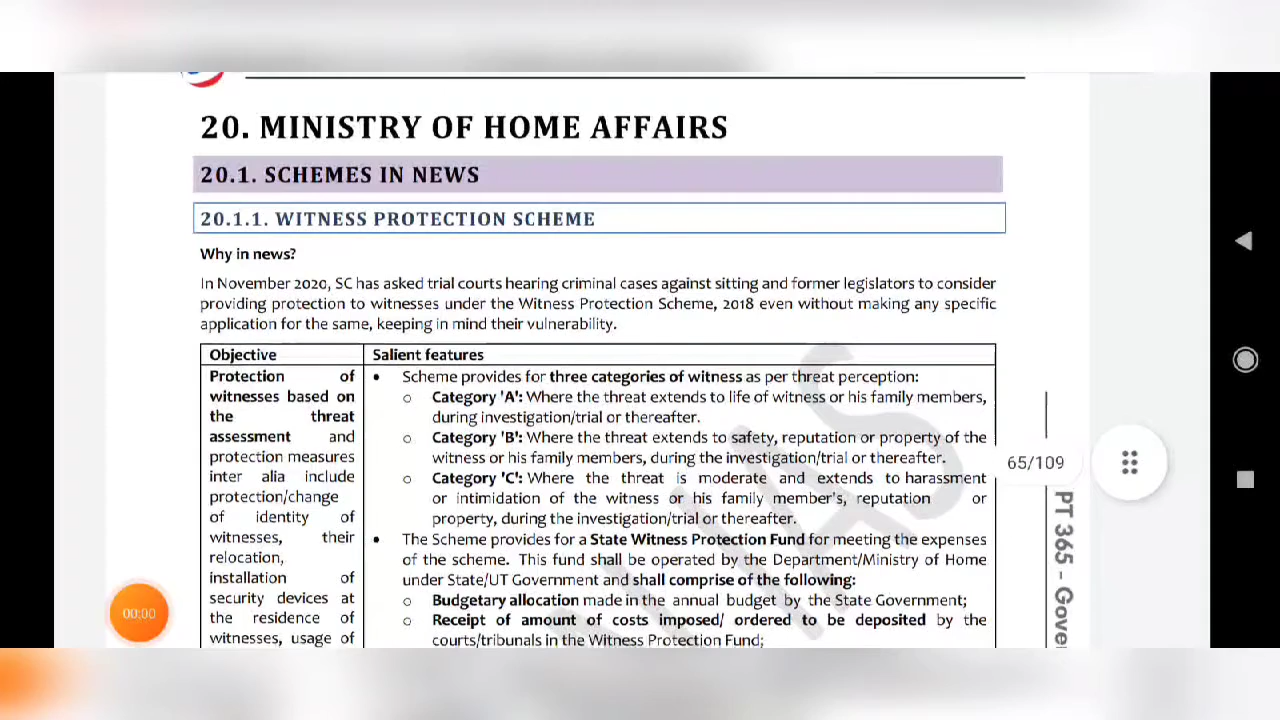 20. MINISTRY OF HOME AFFAIRS
20.1. SCHEMES IN NEWS
20.1.1. WITNESS PROTECTION SCHEME
Why in news?
In November 2020, SC has asked trial courts hearing criminal cases against sitting and former legislators to consider
providing protection to witnesses under the Witness Protection Scheme, 2018 even without making any specific
application for the same, keeping in mind their vulnerability.
Objective
Protection of
witnesses based on
the threat
assessment and
protection measures
inter alia include
protection/change
of identity of
witnesses, their
relocation,
installation of
security devices at
the residence of
witnesses, usage of
Salient features
• Scheme provides for three categories of witness as per threat perception:
o Category 'A': Where the threat extends to life of witness or his family members,
during investigation/trial or thereafter.
o Category 'B': Where the threat extends to safety, reputation or property of the
witness or his family members, during the investigation/trial or thereafter.
o Category 'C': Where the threat is moderate and extends to harassment
or intimidation of the witness or his family member's, reputation or
property, during the investigation/trial or thereafter.
• The Scheme provides for a State Witness Protection Fund for meeting the expenses
of the scheme. This fund shall be operated by the Department/Ministry of Home
under State/UT Government and shall comprise of the following:
o Budgetary allocation made in the annual budget by the State Government;
o Receipt of amount of costs imposed/ ordered to be deposited by the
courts/tribunals in the Witness Protection Fund;
65/109
PT 365 - Gover
00:00